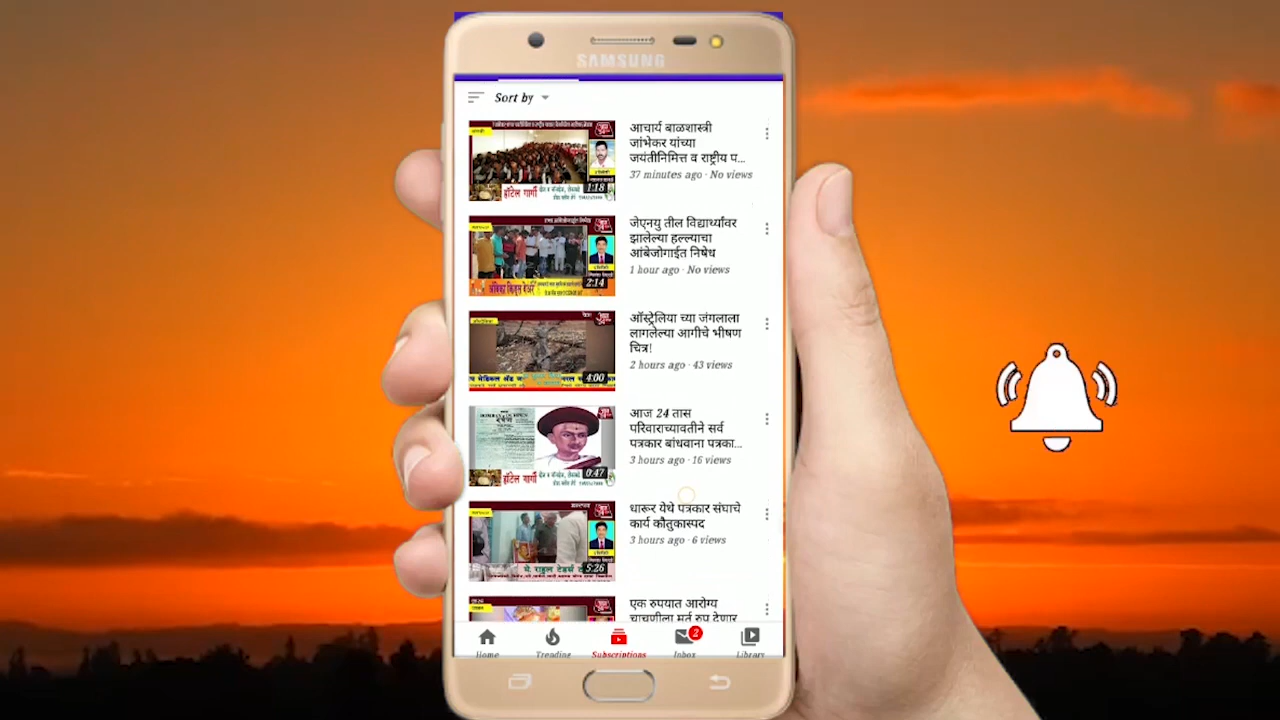 SAMSUNG
Sort by
आचार्य बाळशास्त्री
जांभेकर यांच्या
जयंतीनिमित्त व राष्ट्रीय प...
37 minutes ago · No views
1:18
हॉटेल गार्गी
जेएनयु तील विद्यार्थ्यांवर
झालेल्या हल्ल्याचा
आंबेजोगाईत निषेध
1 hour ago · No views
2:14
ऑस्ट्रेलिया च्या जंगलाला
लागलेल्या आगीचे भीषण
चित्र!
2 hours ago · 43 views
4:00
आज 24 तास
परिवाराच्यावतीने सर्व
पत्रकार बांधवाना पत्रका...
3 hours ago · 16 views
0:47
हॉटेल गार्गी
धारूर येथे पत्रकार संघाचे
कार्य कौतुकास्पद
3 hours ago · 6 views
5:26
एक रुपयात आरोग्य
चाचणीला मूर्त रुप देणार
Home
Trending
Subscriptions
2
Inbox
Library